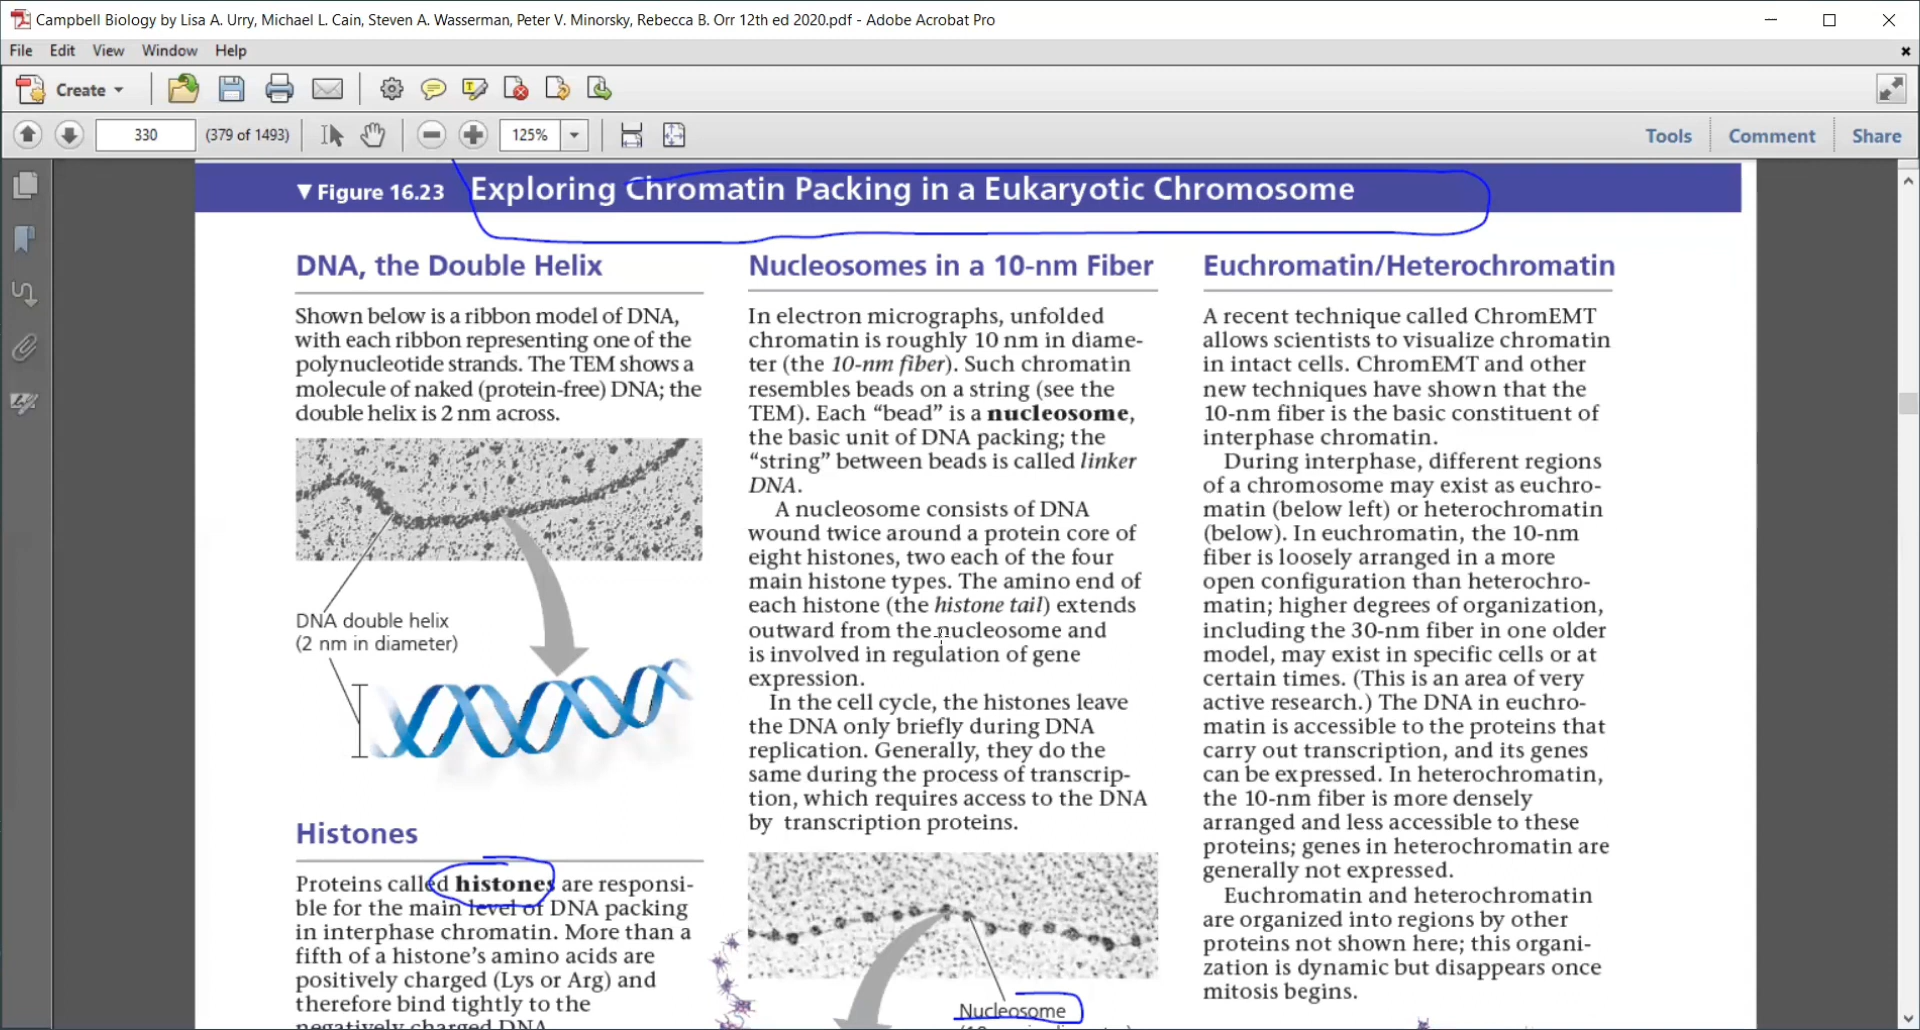 Campbell Biology by Lisa A. Urry, Michael L. Cain, Steven A. Wasserman, Peter V. Minorsky, Rebecca B. Orr 12th ed 2020.pdf - Adobe Acrobat Pro
File Edit View Window Help
Create
330 (379 of 1493) 125% Tools Comment Share
▼ Figure 16.23 Exploring Chromatin Packing in a Eukaryotic Chromosome
DNA, the Double Helix
Shown below is a ribbon model of DNA,
with each ribbon representing one of the
polynucleotide strands. The TEM shows a
molecule of naked (protein-free) DNA; the
double helix is 2 nm across.
DNA double helix
(2 nm in diameter)
Histones
Proteins called histones are responsi-
ble for the main level of DNA packing
in interphase chromatin. More than a
fifth of a histone's amino acids are
positively charged (Lys or Arg) and
therefore bind tightly to the
negatively charged DNA.
Nucleosomes in a 10-nm Fiber
In electron micrographs, unfolded
chromatin is roughly 10 nm in diame-
ter (the 10-nm fiber). Such chromatin
resembles beads on a string (see the
TEM). Each “bead” is a nucleosome,
the basic unit of DNA packing; the
“string” between beads is called linker
DNA.
A nucleosome consists of DNA
wound twice around a protein core of
eight histones, two each of the four
main histone types. The amino end of
each histone (the histone tail) extends
outward from the nucleosome and
is involved in regulation of gene
expression.
In the cell cycle, the histones leave
the DNA only briefly during DNA
replication. Generally, they do the
same during the process of transcrip-
tion, which requires access to the DNA
by transcription proteins.
Nucleosome
Euchromatin/Heterochromatin
A recent technique called ChromEMT
allows scientists to visualize chromatin
in intact cells. ChromEMT and other
new techniques have shown that the
10-nm fiber is the basic constituent of
interphase chromatin.
During interphase, different regions
of a chromosome may exist as euchro-
matin (below left) or heterochromatin
(below). In euchromatin, the 10-nm
fiber is loosely arranged in a more
open configuration than heterochro-
matin; higher degrees of organization,
including the 30-nm fiber in one older
model, may exist in specific cells or at
certain times. (This is an area of very
active research.) The DNA in euchro-
matin is accessible to the proteins that
carry out transcription, and its genes
can be expressed. In heterochromatin,
the 10-nm fiber is more densely
arranged and less accessible to these
proteins; genes in heterochromatin are
generally not expressed.
Euchromatin and heterochromatin
are organized into regions by other
proteins not shown here; this organi-
zation is dynamic but disappears once
mitosis begins.